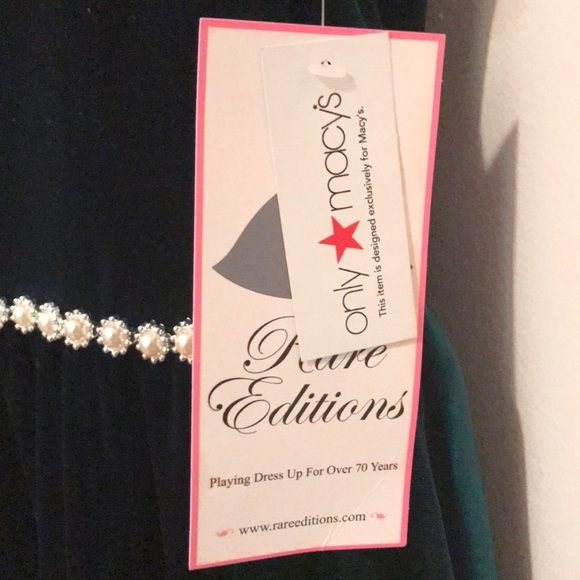 only ★ macy's
This item is designed exclusively for Macy's.
Rare
Editions
Playing Dress Up For Over 70 Years
www.rareeditions.com